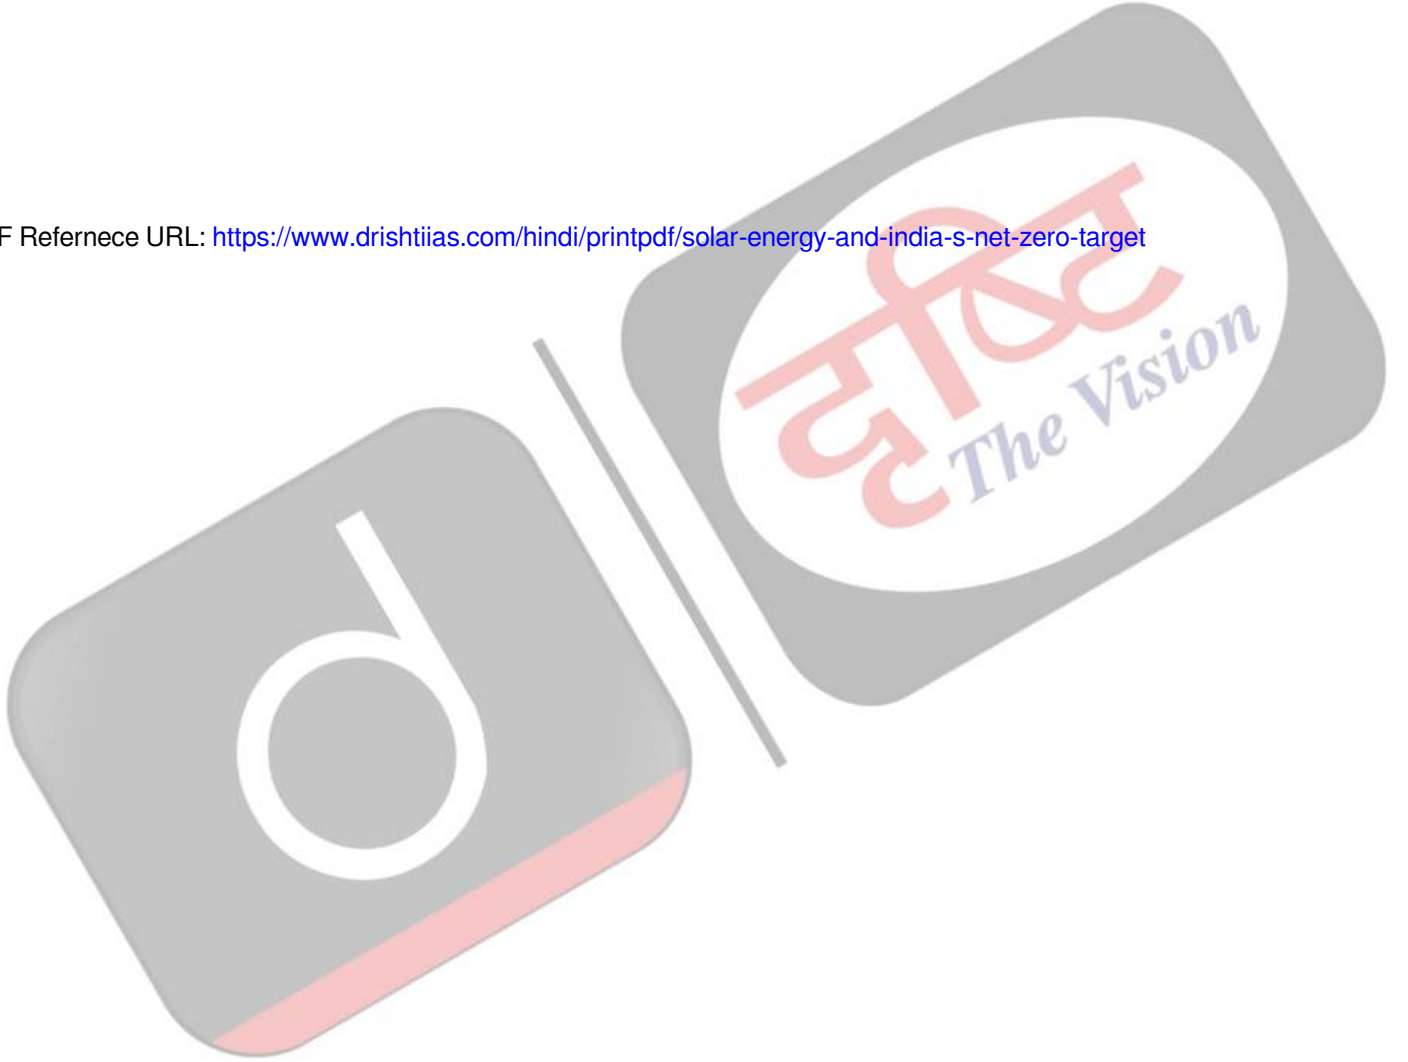 F Refernece URL: https://www.drishtiias.com/hindi/printpdf/solar-energy-and-india-s-net-zero-target
दृष्टि
The Vision
d